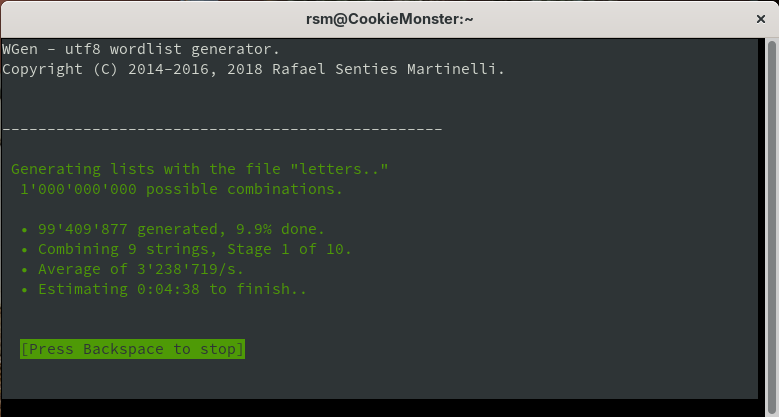 rsm@CookieMonster:~ ×
WGen - utf8 wordlist generator.
Copyright (C) 2014-2016, 2018 Rafael Senties Martinelli.
-------------------------------------------------
Generating lists with the file "letters.."
1'000'000'000 possible combinations.
• 99'409'877 generated, 9.9% done.
• Combining 9 strings, Stage 1 of 10.
• Average of 3'238'719/s.
• Estimating 0:04:38 to finish..
[Press Backspace to stop]